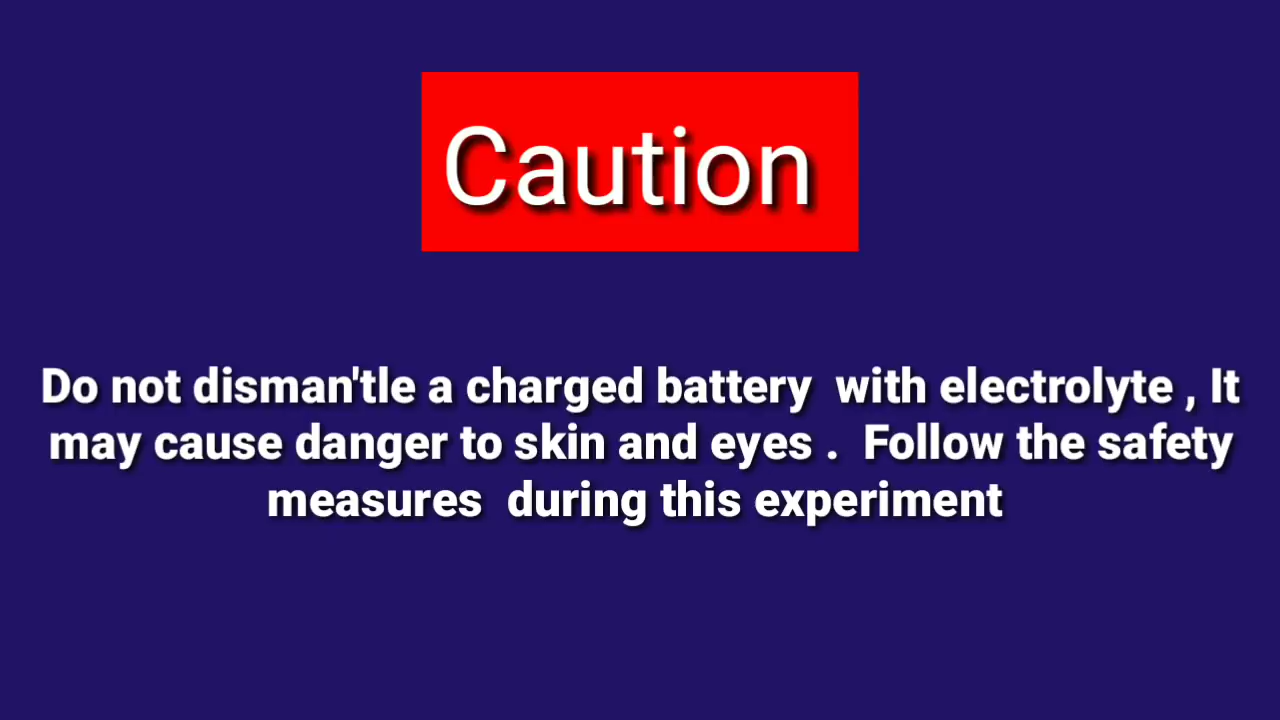 Caution
Do not disman'tle a charged battery  with electrolyte , It
may cause danger to skin and eyes .  Follow the safety
measures  during this experiment